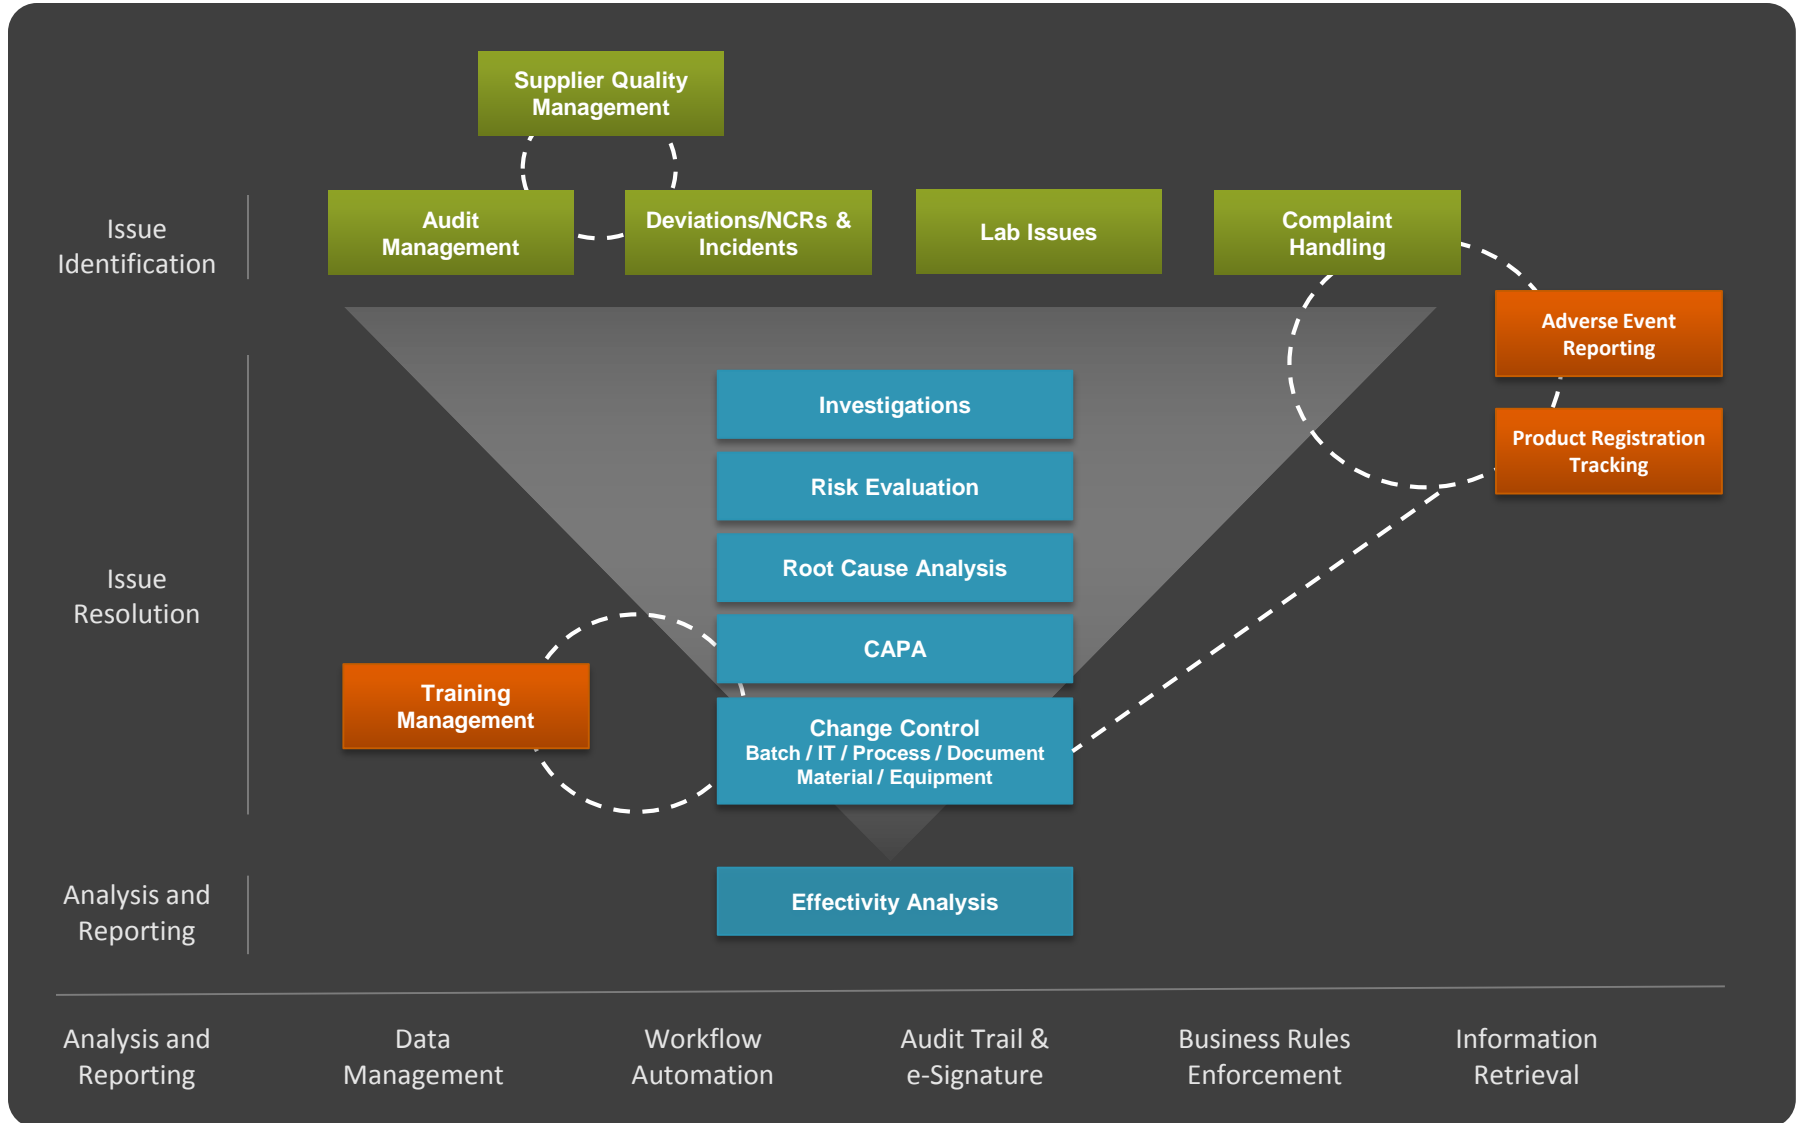 Supplier Quality
Management
Issue
Identification
Audit
Management
Deviations/NCRs &
Incidents
Lab Issues
Complaint
Handling
Adverse Event
Reporting
Product Registration
Tracking
Issue
Resolution
Investigations
Risk Evaluation
Root Cause Analysis
CAPA
Training
Management
Change Control
Batch / IT / Process / Document
Material / Equipment
Analysis and
Reporting
Effectivity Analysis
Analysis and
Reporting
Data
Management
Workflow
Automation
Audit Trail &
e-Signature
Business Rules
Enforcement
Information
Retrieval